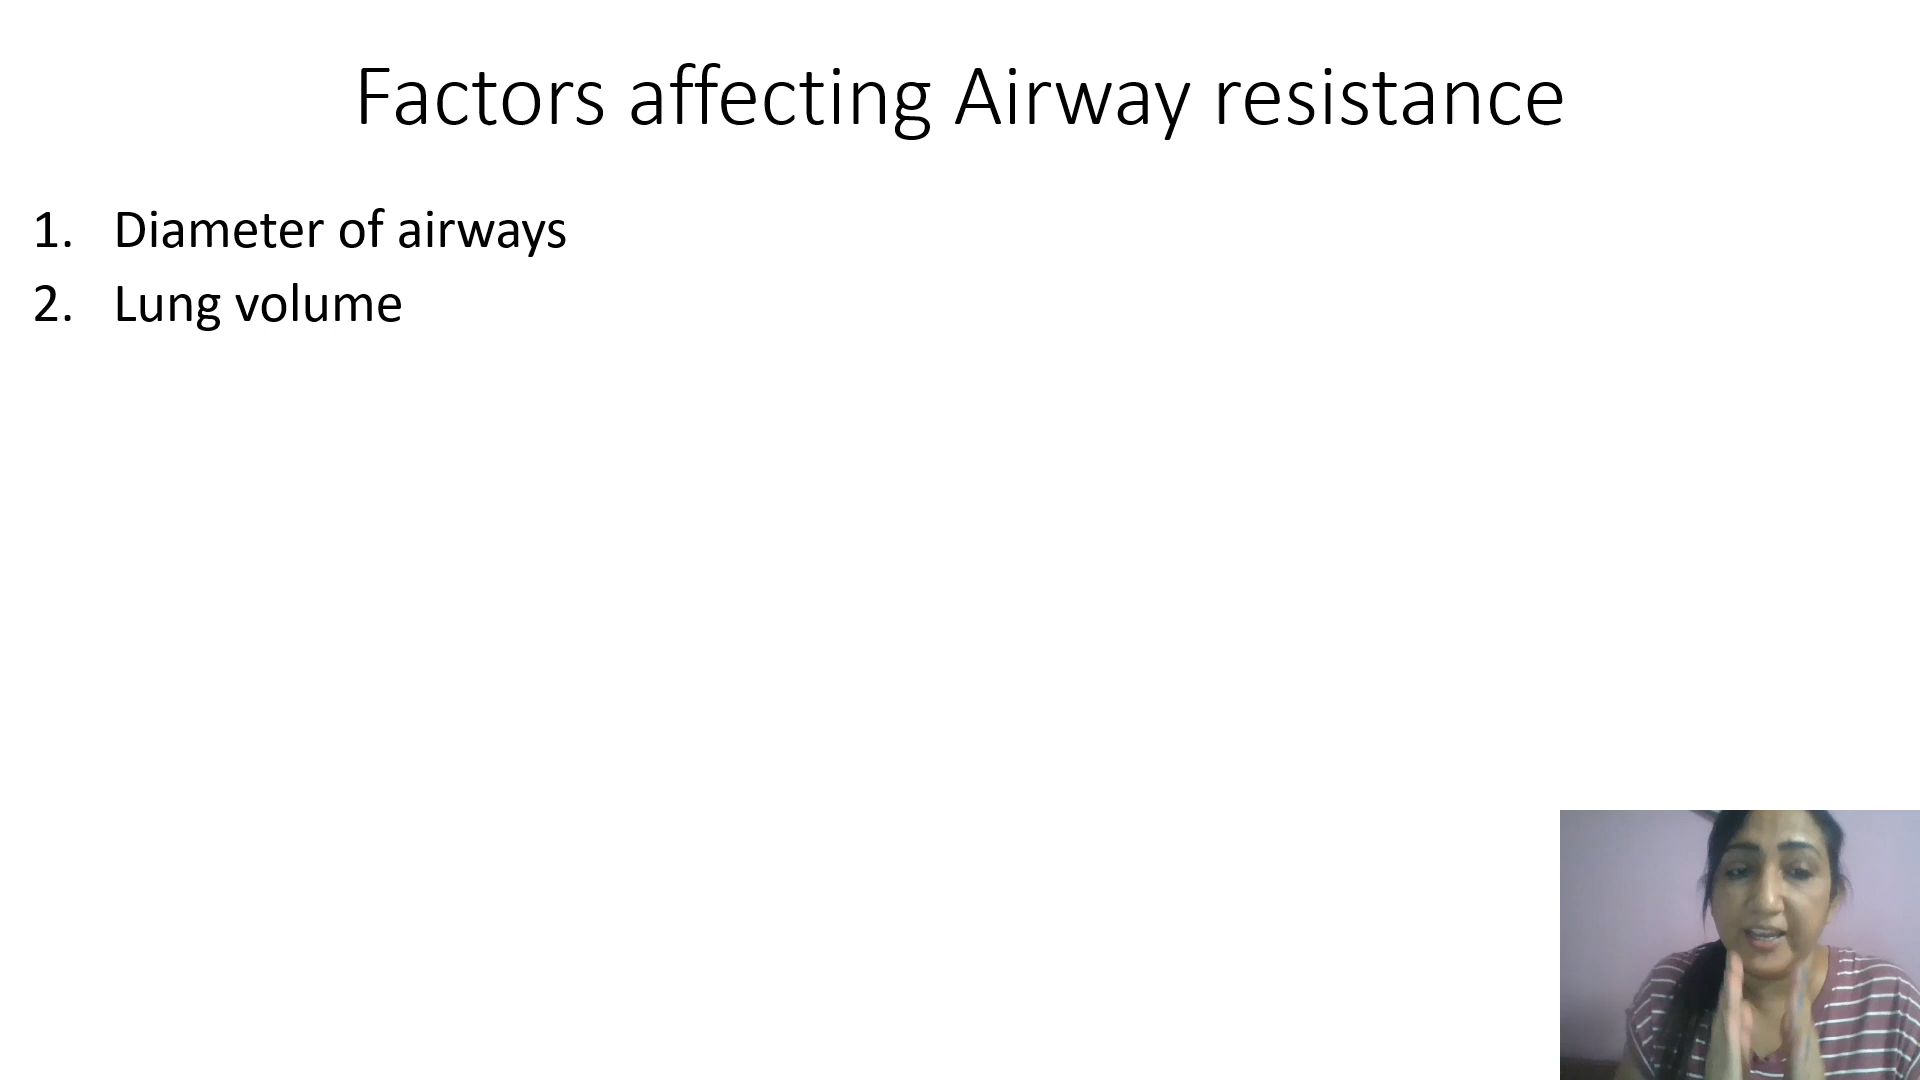 Factors affecting Airway resistance
1. Diameter of airways
2. Lung volume